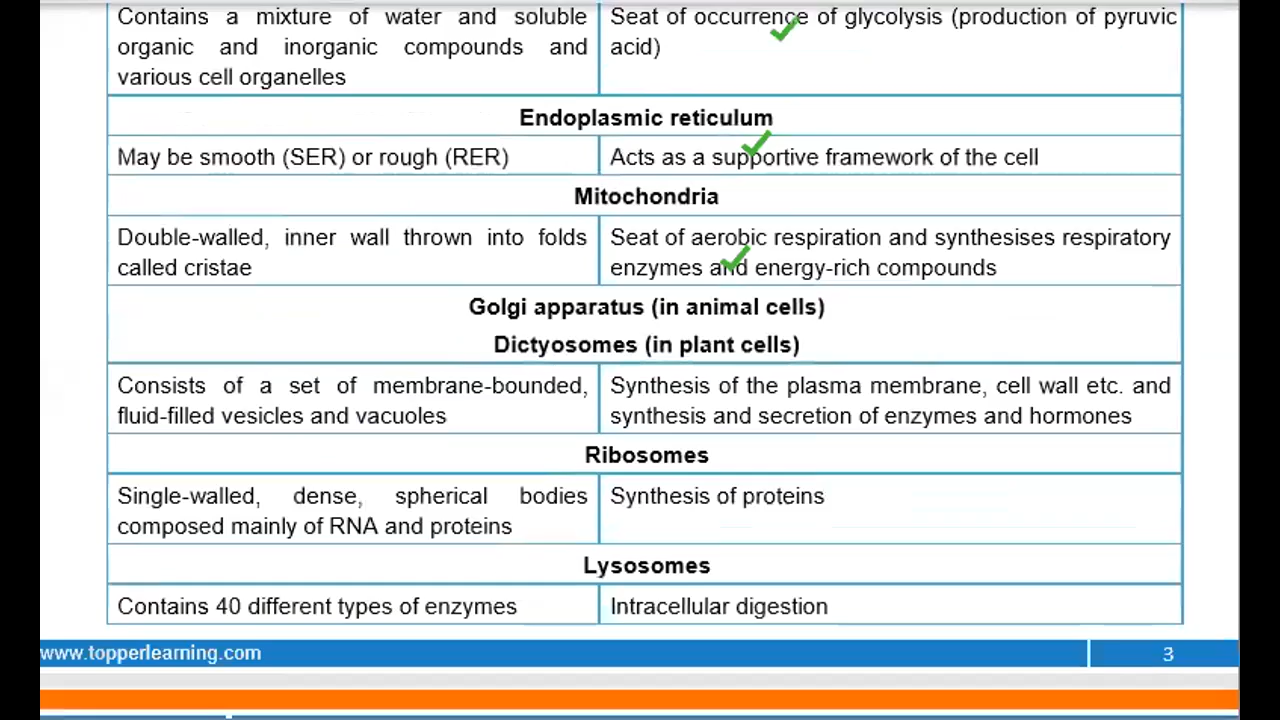 Contains a mixture of water and soluble
organic and inorganic compounds and
various cell organelles
Seat of occurrence of glycolysis (production of pyruvic
acid)
Endoplasmic reticulum
May be smooth (SER) or rough (RER)
Acts as a supportive framework of the cell
Mitochondria
Double-walled, inner wall thrown into folds
called cristae
Seat of aerobic respiration and synthesises respiratory
enzymes and energy-rich compounds
Golgi apparatus (in animal cells)
Dictyosomes (in plant cells)
Consists of a set of membrane-bounded,
fluid-filled vesicles and vacuoles
Synthesis of the plasma membrane, cell wall etc. and
synthesis and secretion of enzymes and hormones
Ribosomes
Single-walled, dense, spherical bodies
composed mainly of RNA and proteins
Synthesis of proteins
Lysosomes
Contains 40 different types of enzymes
Intracellular digestion
www.topperlearning.com
3